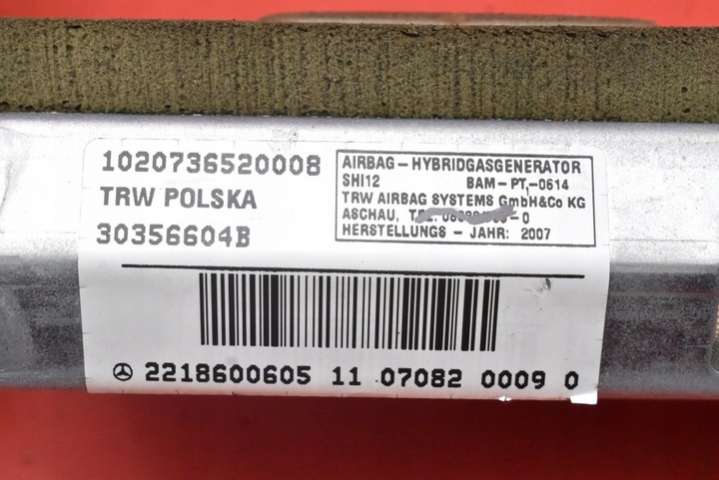 1020736520008
TRW POLSKA
30356604B
AIRBAG - HYBRIDGASGENERATOR
SHI12 BAM-PT,-0614
TRW AIRBAG SYSTEMS GmbH&Co KG
ASCHAU, -0
HERSTELLUNGS - JAHR: 2007
2218600605 11 07082 0009 0